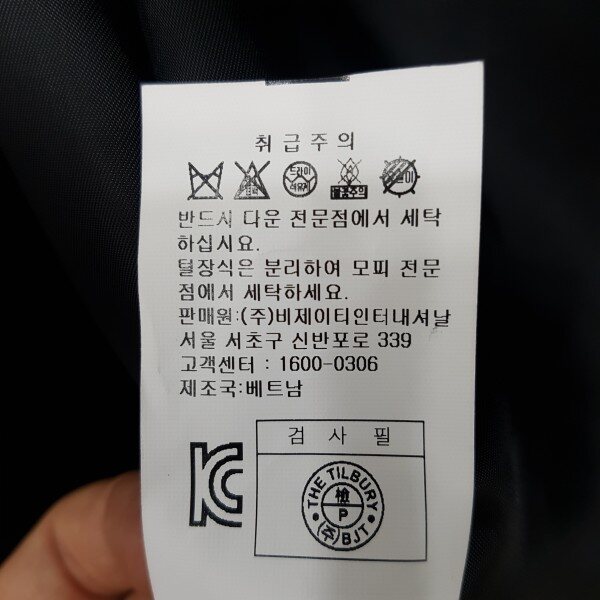 취급주의
드라이
반드시 다운 전문점에서 세탁
하십시요.
털장식은 분리하여 모피 전문
점에서 세탁하세요.
판매원:(주)비제이티인터내셔날
서울 서초구 신반포로 339
고객센터 : 1600-0306
제조국:베트남
검 사 필
THE TILBURY
檢
P
(주)BJT